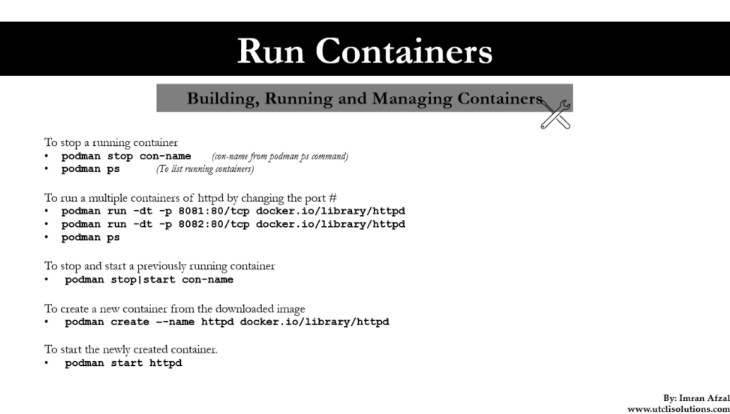 Run Containers
Building, Running and Managing Containers
To stop a running container
• podman stop con-name (con-name from podman ps command)
• podman ps (To list running containers)
To run a multiple containers of httpd by changing the port #
• podman run -dt -p 8081:80/tcp docker.io/library/httpd
• podman run -dt -p 8082:80/tcp docker.io/library/httpd
• podman ps
To stop and start a previously running container
• podman stop|start con-name
To create a new container from the downloaded image
• podman create --name httpd docker.io/library/httpd
To start the newly created container.
• podman start httpd
By: Imran Afzal
www.utclisolutions.com